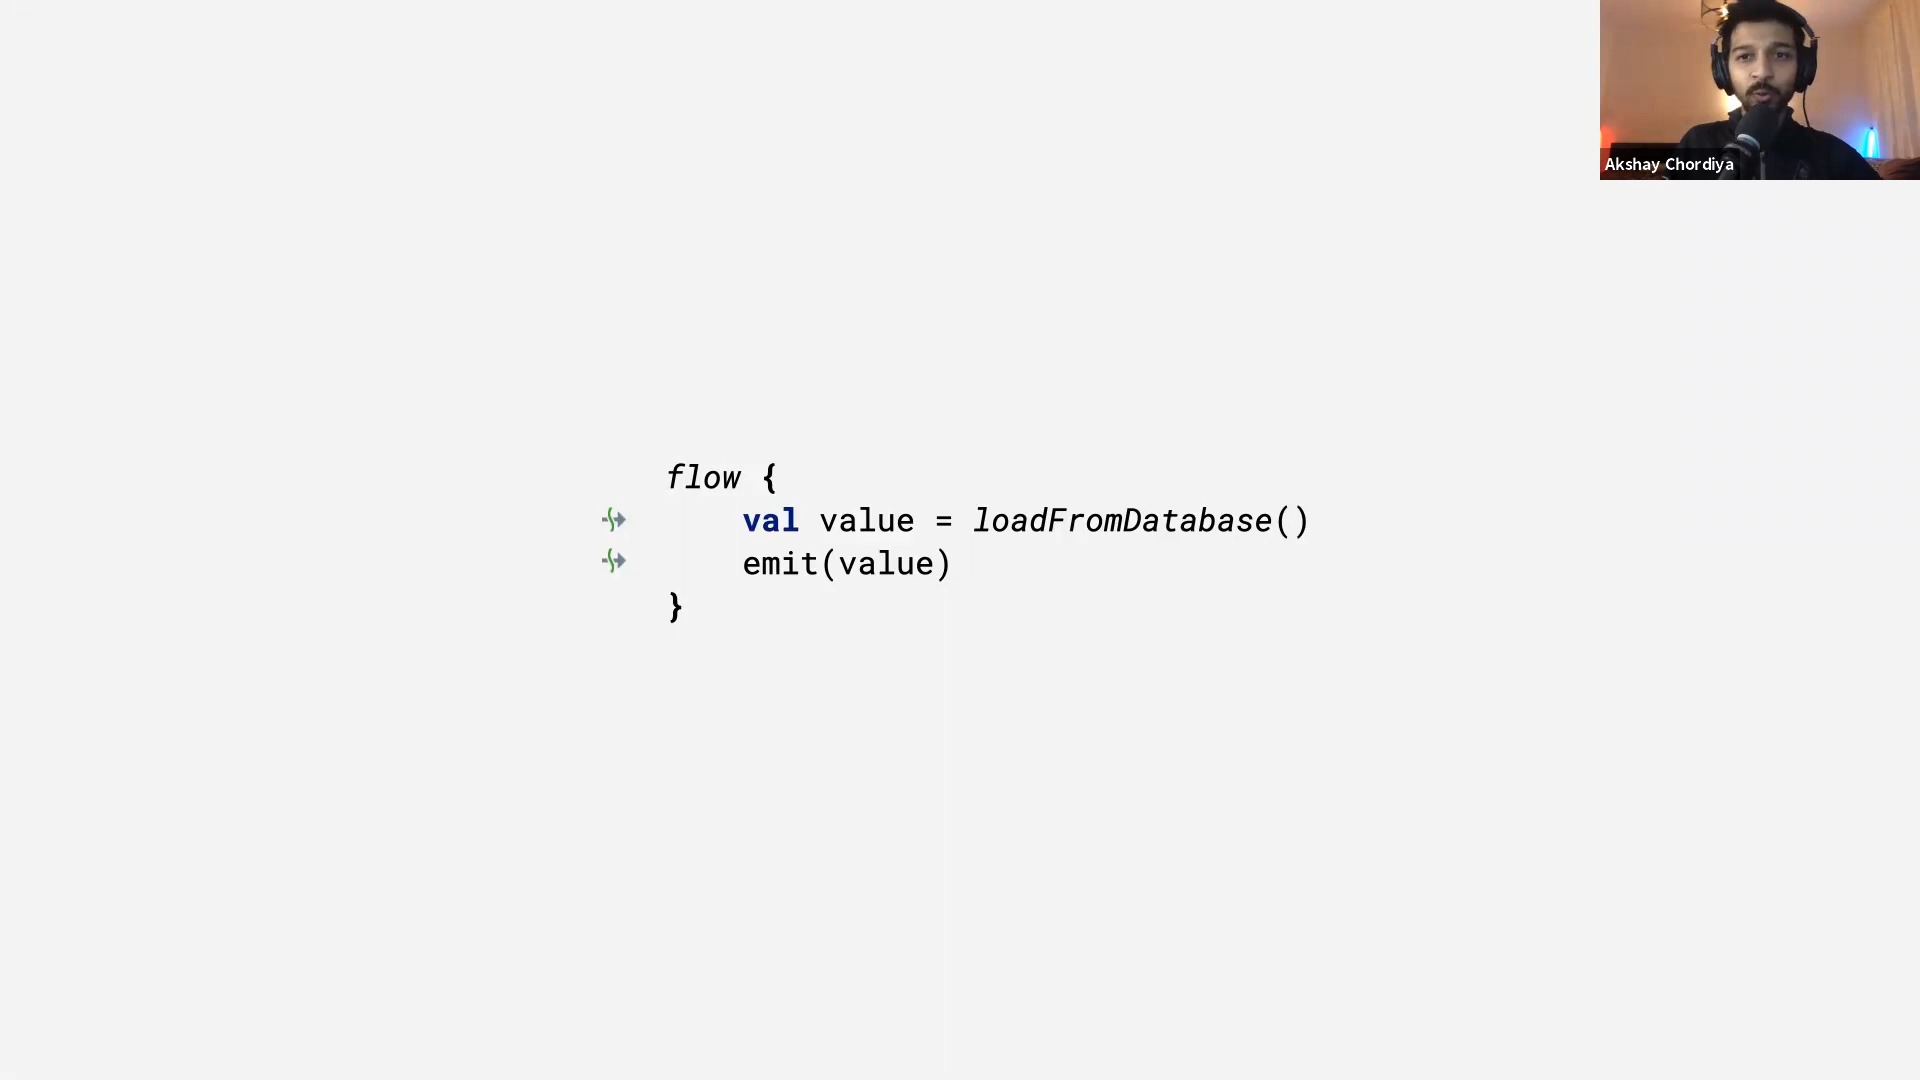 Akshay Chordiya
flow {
val value = loadFromDatabase()
emit(value)
}